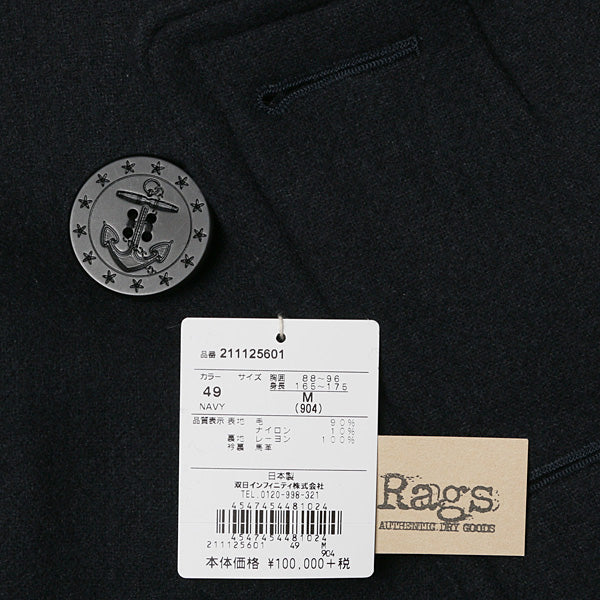 品番 211125601
カラー サイズ 胸囲 88~96
身長 165~175
49 M
NAVY (904)
品質表示 表地 毛 90%
ナイロン 10%
裏地 レーヨン 100%
衿裏 馬革
日本製
双日インフィニティ株式会社
TEL.0120-998-321
4547454481024
4547454481024
211125601 49 M
904
本体価格 ¥100,000+税
Rags
AUTHENTIC DRY GOODS